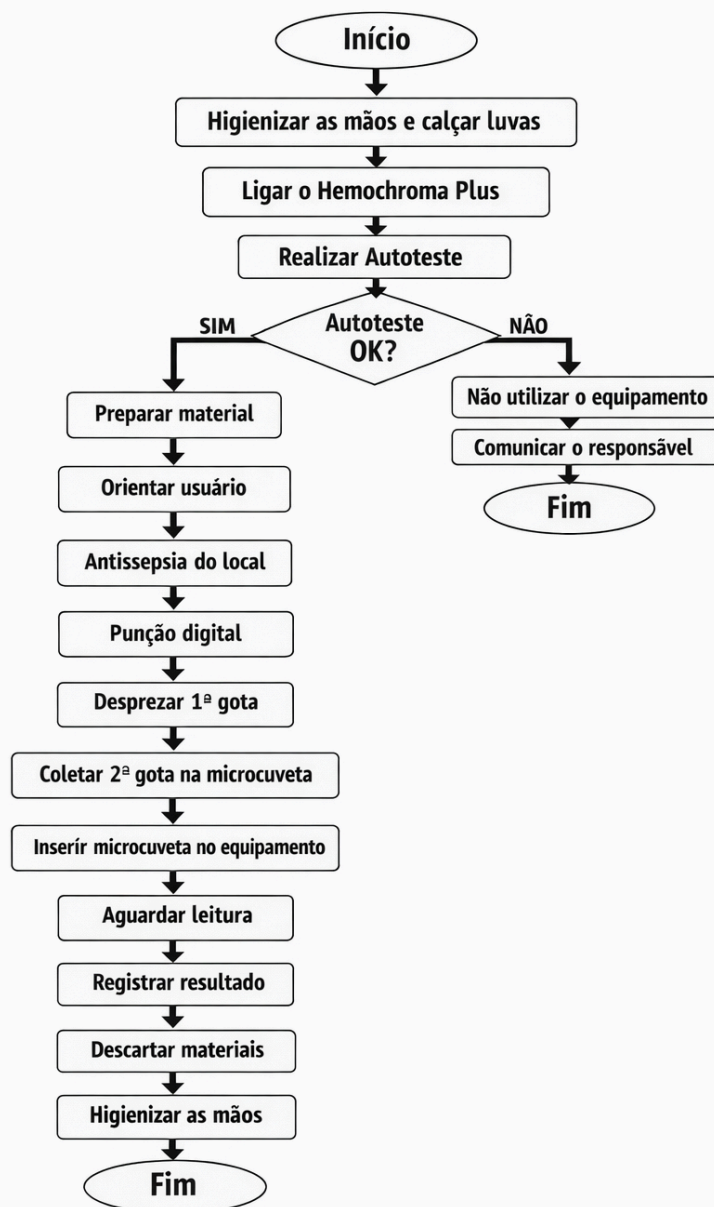 Início
Higienizar as mãos e calçar luvas
Ligar o Hemochroma Plus
Realizar Autoteste
Autoteste
OK?
SIM
NÃO
Preparar material
Orientar usuário
Antissepsia do local
Punção digital
Desprezar 1ª gota
Coletar 2ª gota na microcuveta
Inserír microcuveta no equipamento
Aguardar leitura
Registrar resultado
Descartar materiais
Higienizar as mãos
Fim
Não utilizar o equipamento
Comunicar o responsável
Fim